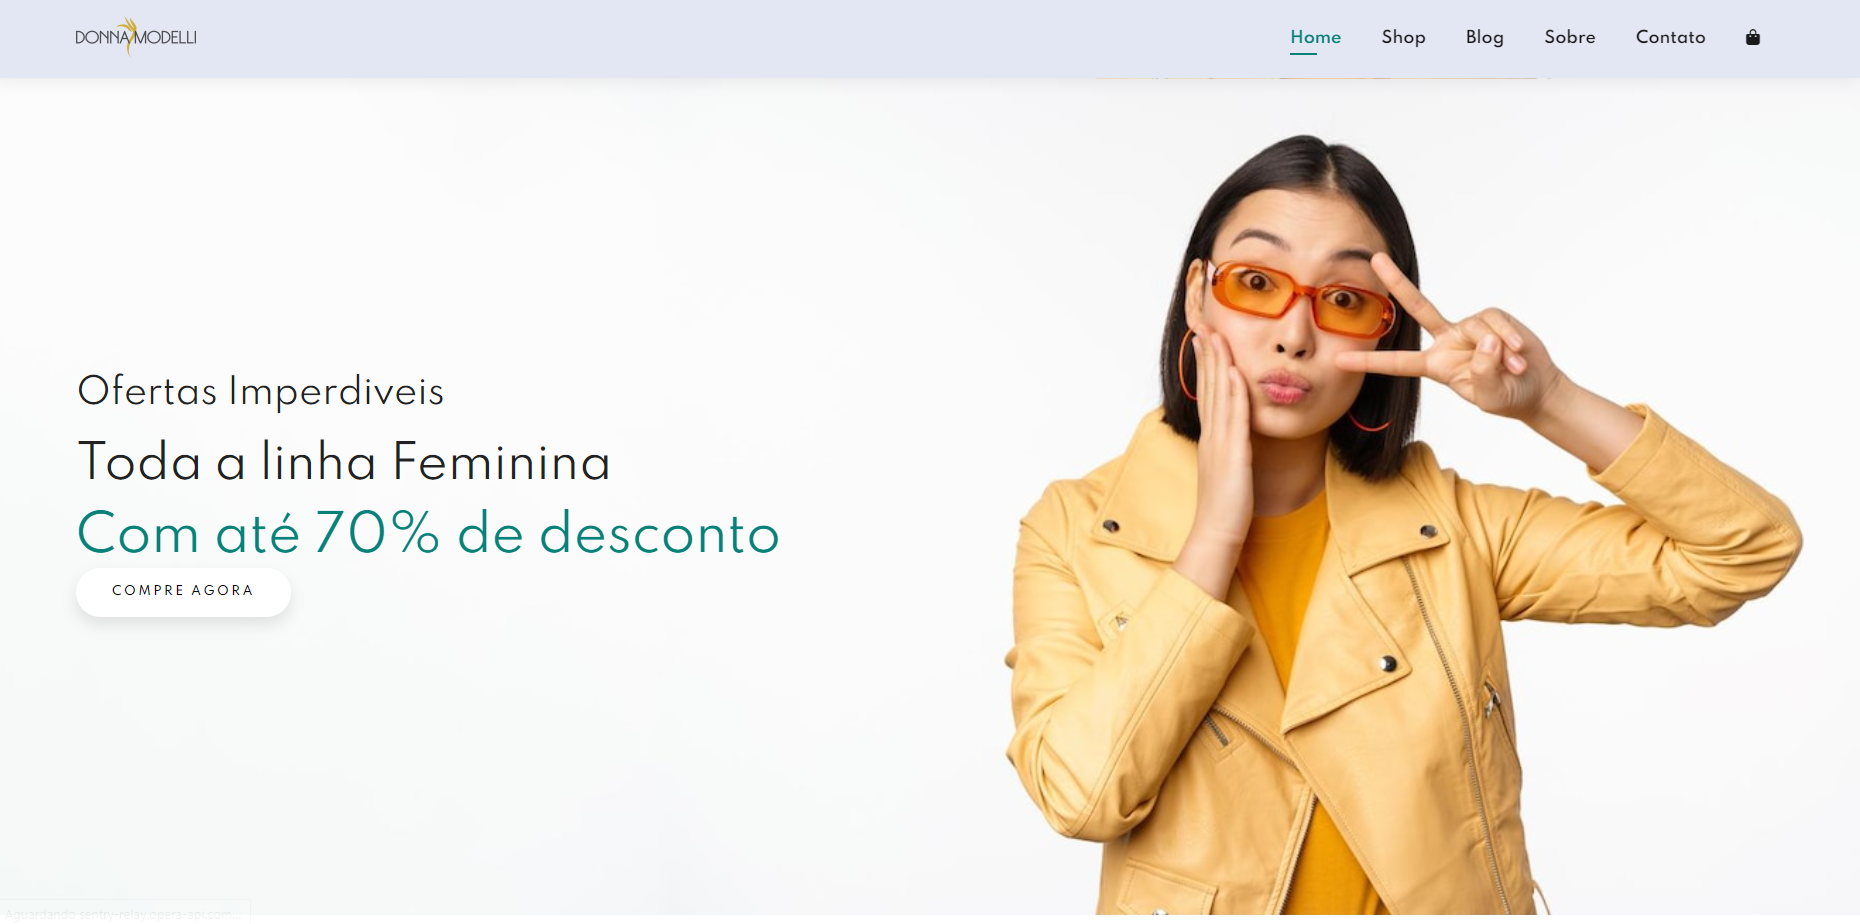 DONNA MODELLI
Home Shop Blog Sobre Contato
Ofertas Imperdiveis
Toda a linha Feminina
Com até 70% de desconto
COMPRE AGORA
Aguardando sentry-relay.opera-api.com...